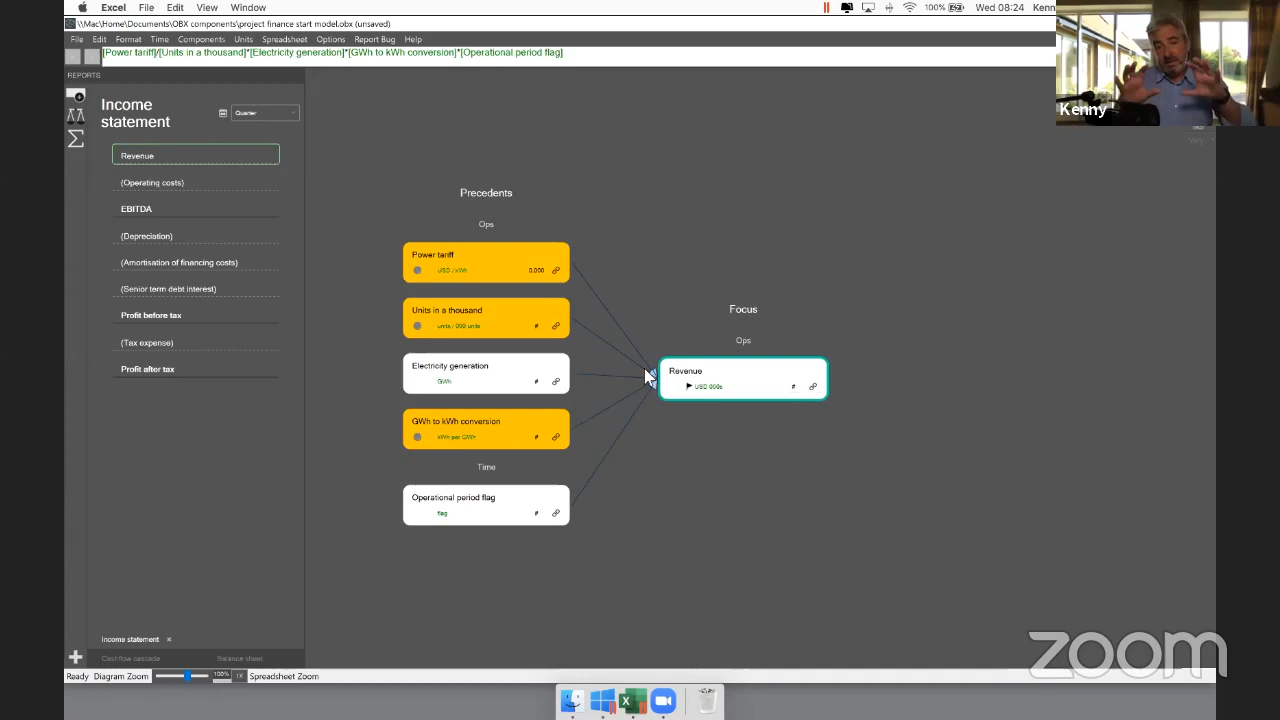 Excel File Edit View Window
100% Wed 08:24 Kenn
\\Mac\Home\Documents\OBX components\project finance start model.obx (unsaved)
File Edit Format Time Components Units Spreadsheet Options Report Bug Help
[Power tariff]/[Units in a thousand]*[Electricity generation]*[GWh to kWh conversion]*[Operational period flag]
REPORTS
Income
statement
Quarter
Revenue
(Operating costs)
EBITDA
(Depreciation)
(Amortisation of financing costs)
(Senior term debt interest)
Profit before tax
(Tax expense)
Profit after tax
Income statement ×
Cashflow cascade Balance sheet
Precedents
Ops
Power tariff
USD / kWh 0.000
Units in a thousand
units / 000 units #
Electricity generation
GWh #
GWh to kWh conversion
kWh per GWh #
Time
Operational period flag
flag #
Focus
Ops
Revenue
USD 000s #
Kenny
Ready Diagram Zoom 100% 1X Spreadsheet Zoom
zoom